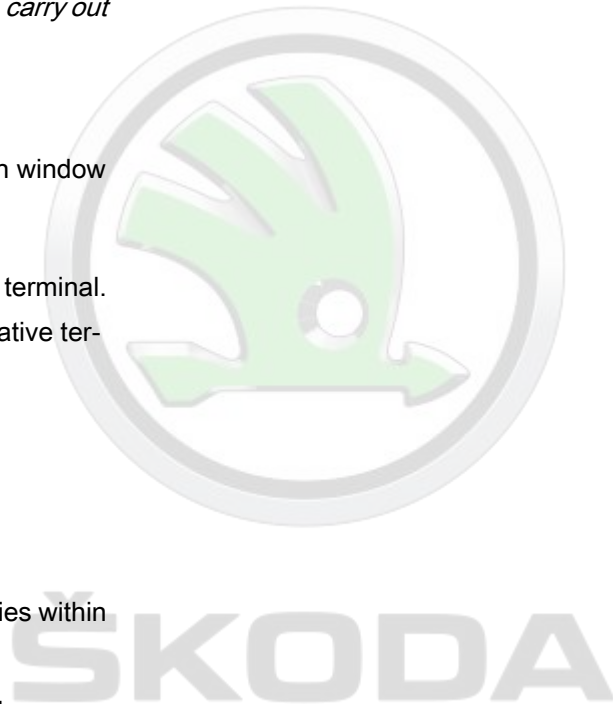 carry out
n window
terminal.
ative ter-
ies within
ŠKODA